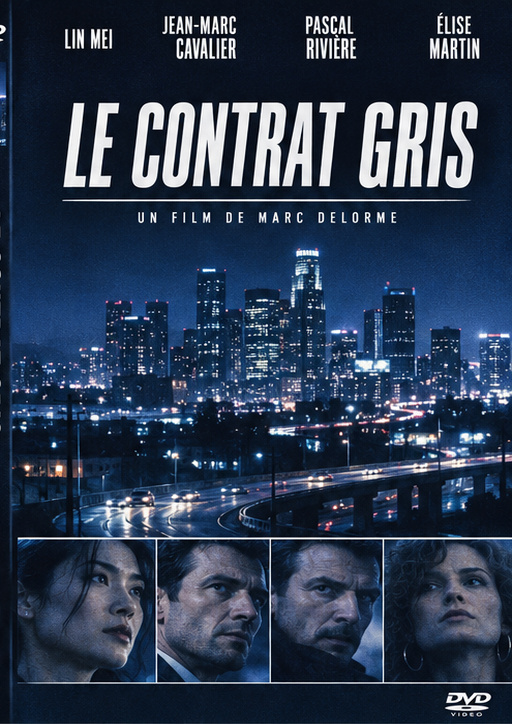 LIN MEI
JEAN-MARC
CAVALIER
PASCAL
RIVIÈRE
ÉLISE
MARTIN
LE CONTRAT GRIS
UN FILM DE MARC DELORME
DVD
VIDEO